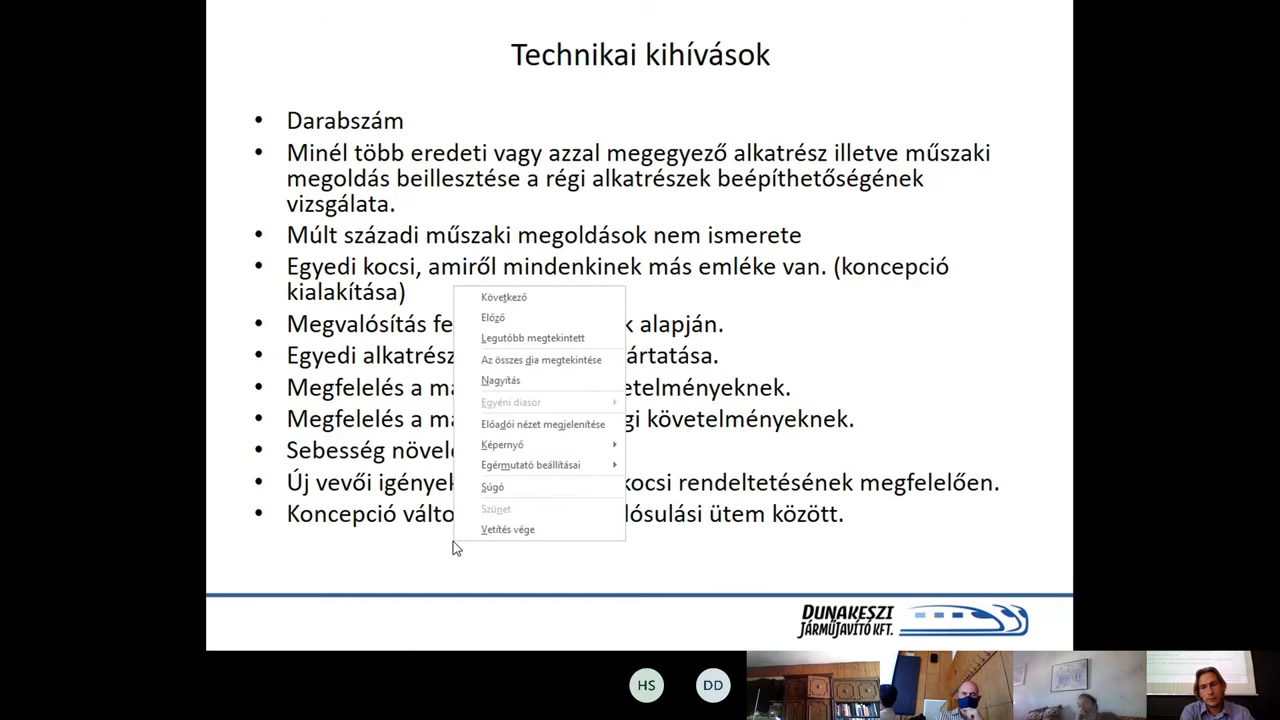 Technikai kihívások
• Darabszám
• Minél több eredeti vagy azzal megegyező alkatrész illetve műszaki
megoldás beillesztése a régi alkatrészek beépíthetőségének
vizsgálata.
• Múlt századi műszaki megoldások nem ismerete
• Egyedi kocsi, amiről mindenkinek más emléke van. (koncepció
kialakítása)
• Megvalósítás fe k alapján.
• Egyedi alkatrész ártatása.
• Megfelelés a ma etelményeknek.
• Megfelelés a ma gi követelményeknek.
• Sebesség növel
• Új vevői igények kocsi rendeltetésének megfelelően.
• Koncepció válto lósulási ütem között.
Következő
Előző
Legutóbb megtekintett
Az összes dia megtekintése
Nagyítás
Egyéni diasor
Előadói nézet megjelenítése
Képernyő
Egérmutató beállításai
Súgó
Szünet
Vetítés vége
DUNAKESZI
JÁRMŰJAVÍTÓ KFT.
HS
DD